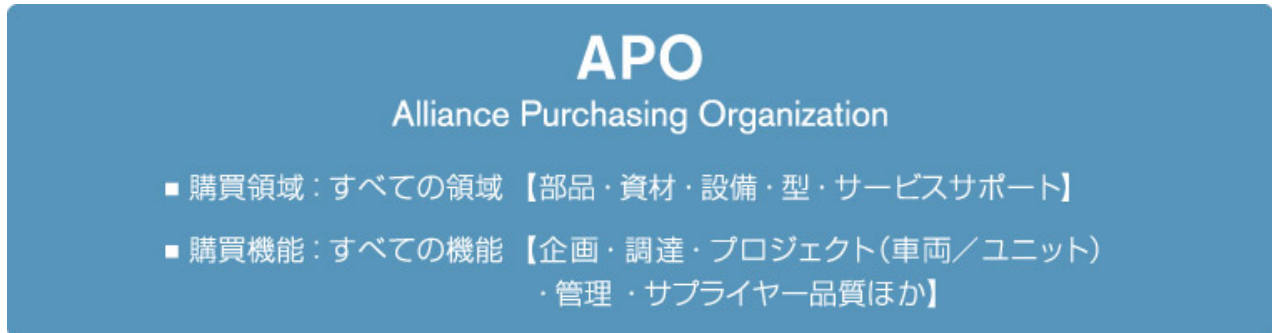 APO
Alliance Purchasing Organization
■ 購買領域：すべての領域 【部品・資材・設備・型・サービスサポート】
■ 購買機能：すべての機能 【企画・調達・プロジェクト（車両／ユニット）
・管理 ・サプライヤー品質ほか】